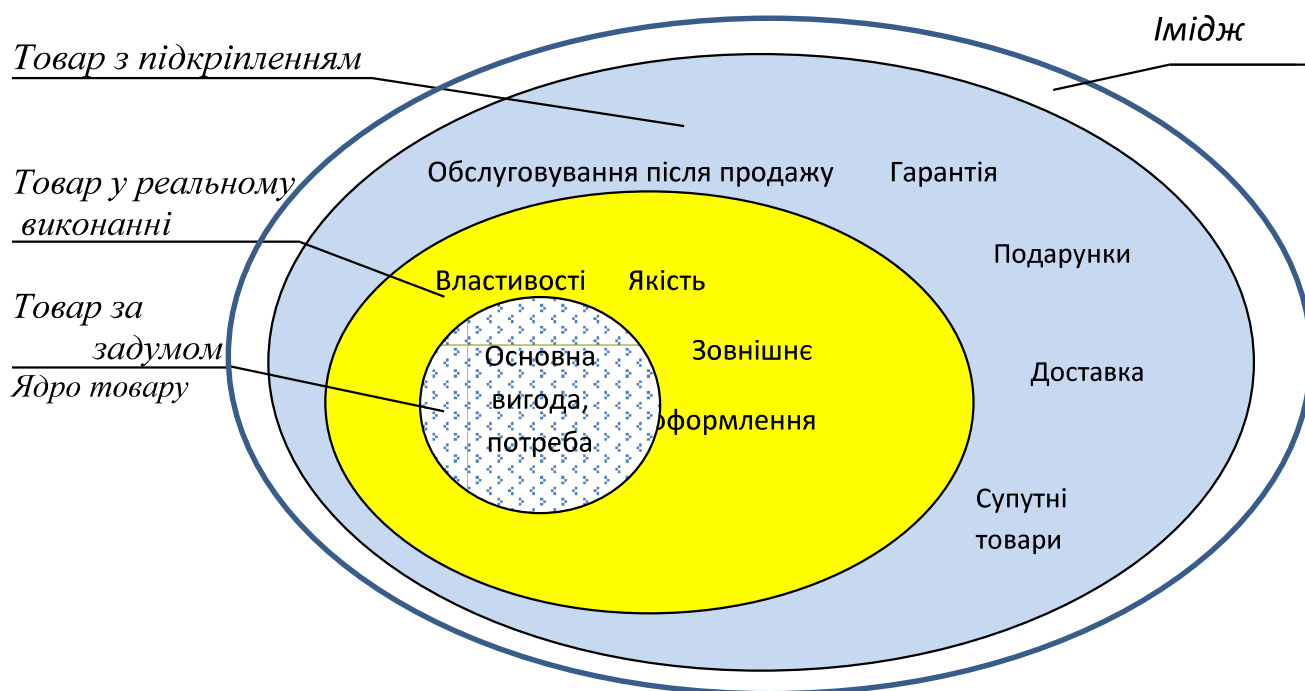 Імідж
Товар з підкріпленням
Обслуговування після продажу
Гарантія
Товар у реальному
виконанні
Подарунки
Властивості
Якість
Товар за
задумом
Ядро товару
Основна
вигода,
потреба
Зовнішнє
оформлення
Доставка
Супутні
товари